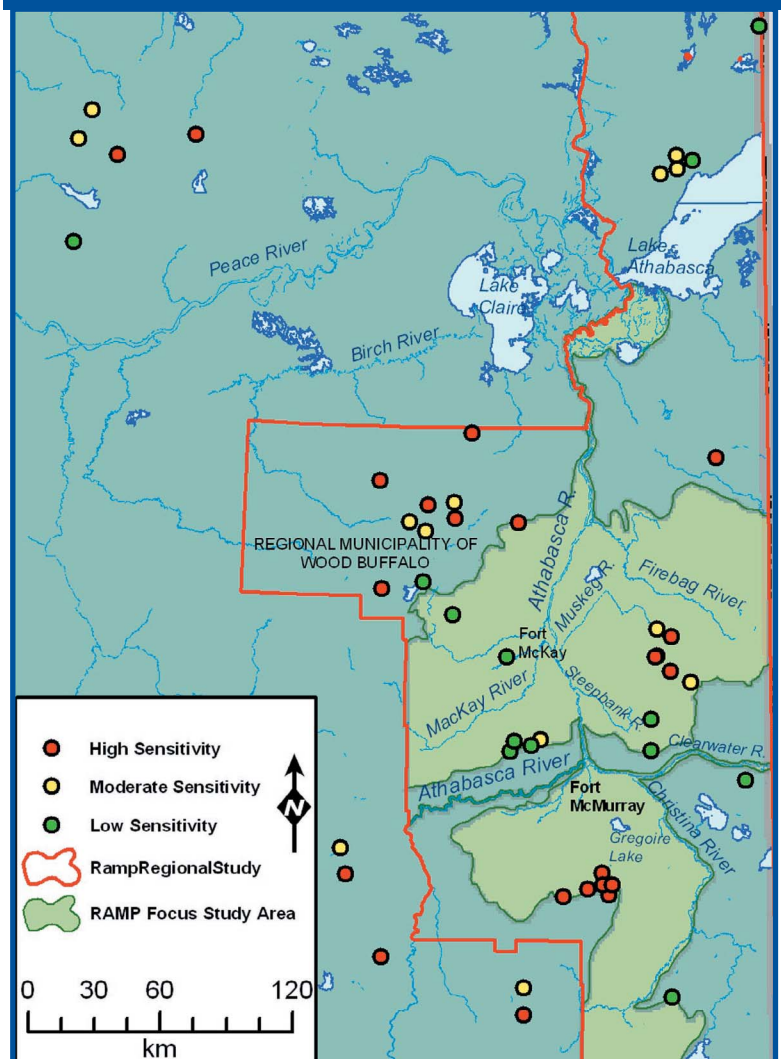 Peace River
Lake
Athabasca
Lake
Claire
Birch River
REGIONAL MUNICIPALITY OF
WOOD BUFFALO
Athabasca R.
Muskeg R.
Firebag River
Fort
McKay
MacKay River
Steepbank R.
Clearwater R.
Athabasca River
Fort
McMurray
Christina River
Gregoire
Lake
High Sensitivity
Moderate Sensitivity
Low Sensitivity
N
RampRegionalStudy
RAMP Focus Study Area
0 30 60 120
km